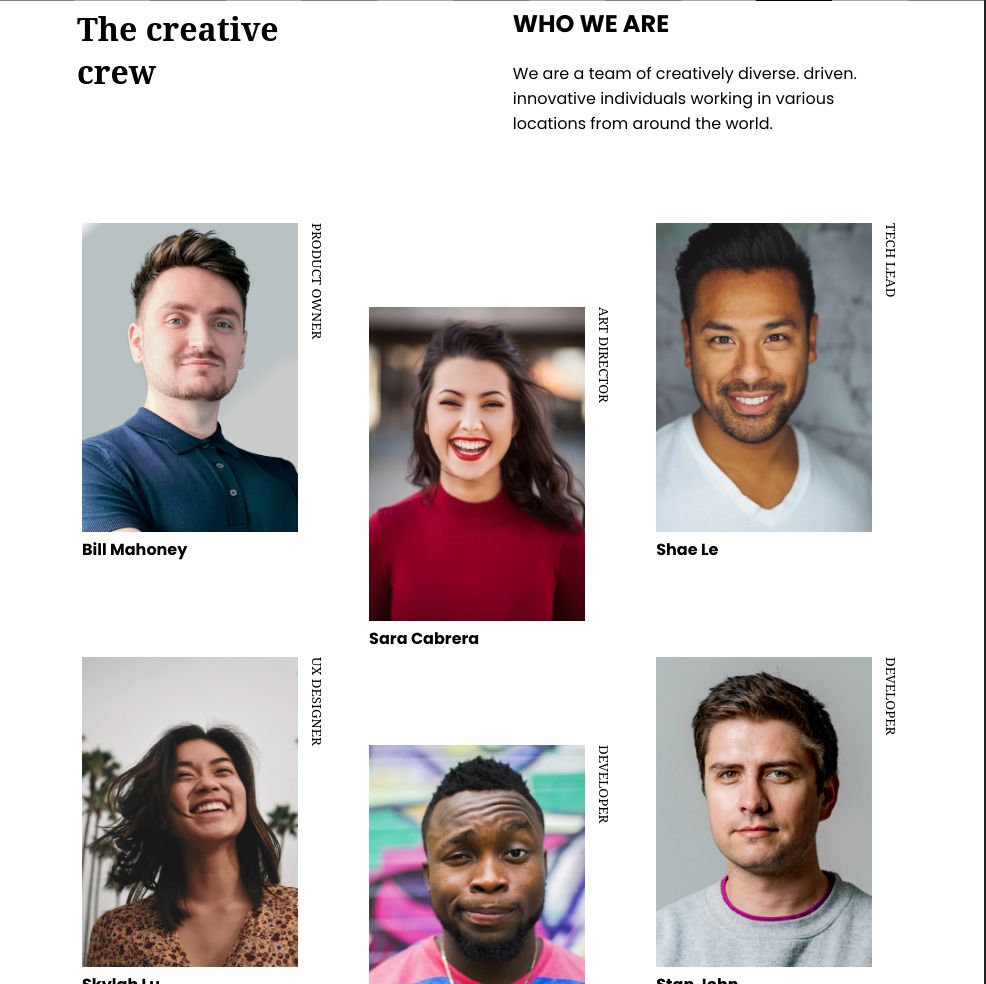 The creative
crew
WHO WE ARE
We are a team of creatively diverse. driven.
innovative individuals working in various
locations from around the world.
PRODUCT OWNER
Bill Mahoney
ART DIRECTOR
Sara Cabrera
TECH LEAD
Shae Le
UX DESIGNER
Skylah Lu
DEVELOPER
DEVELOPER
Stan John